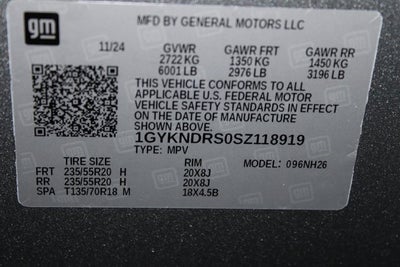 gm
MFD BY GENERAL MOTORS LLC
11/24 GVWR GAWR FRT GAWR RR
2722 KG 1350 KG 1450 KG
6001 LB 2976 LB 3196 LB
THIS VEHICLE CONFORMS TO ALL
APPLICABLE U.S. FEDERAL MOTOR
VEHICLE SAFETY STANDARDS IN EFFECT
ON THE DATE OF MANUFACTURE
SHOWN ABOVE.
1GYKNDRS0SZ118919
TYPE: MPV
TIRE SIZE RIM MODEL: 096NH26
FRT 235/55R20 H 20X8J
RR 235/55R20 H 20X8J
SPA T135/70R18 M 18X4.5B